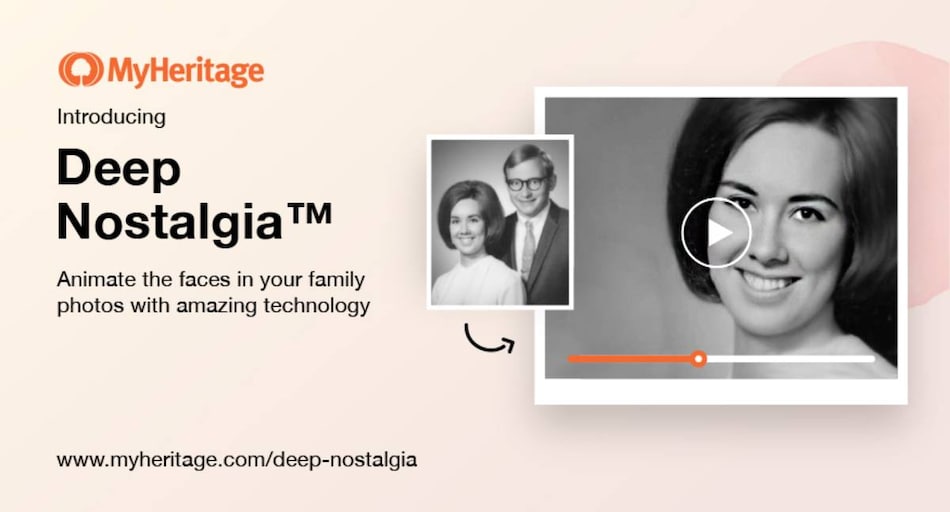 MyHeritage
Introducing
Deep
Nostalgia™
Animate the faces in your family
photos with amazing technology
www.myheritage.com/deep-nostalgia